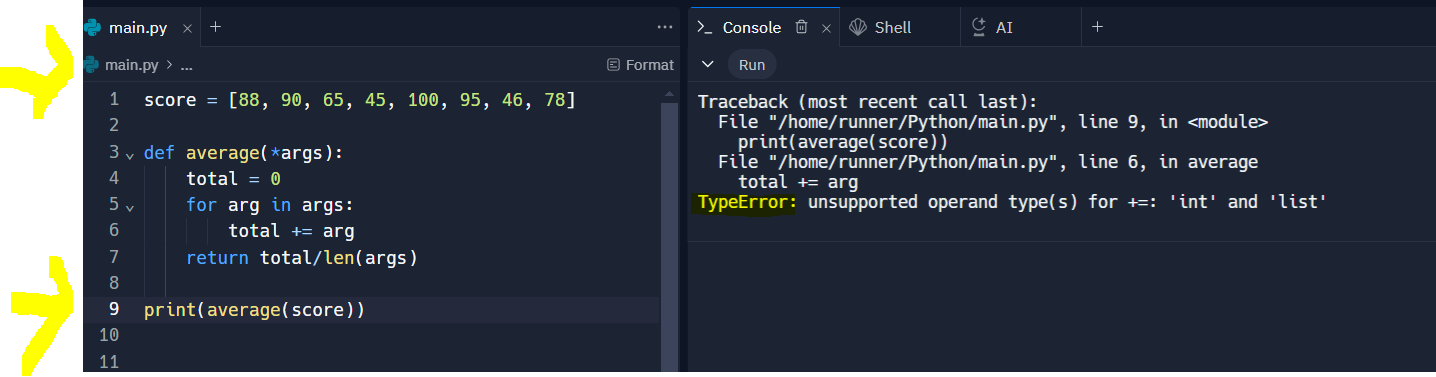 main.py × +
main.py > ...
Format
1 score = [88, 90, 65, 45, 100, 95, 46, 78]
2
3 def average(*args):
4 total = 0
5 for arg in args:
6 total += arg
7 return total/len(args)
8
9 print(average(score))
10
11
Console × Shell AI +
Run
Traceback (most recent call last):
File "/home/runner/Python/main.py", line 9, in <module>
print(average(score))
File "/home/runner/Python/main.py", line 6, in average
total += arg
TypeError: unsupported operand type(s) for +=: 'int' and 'list'